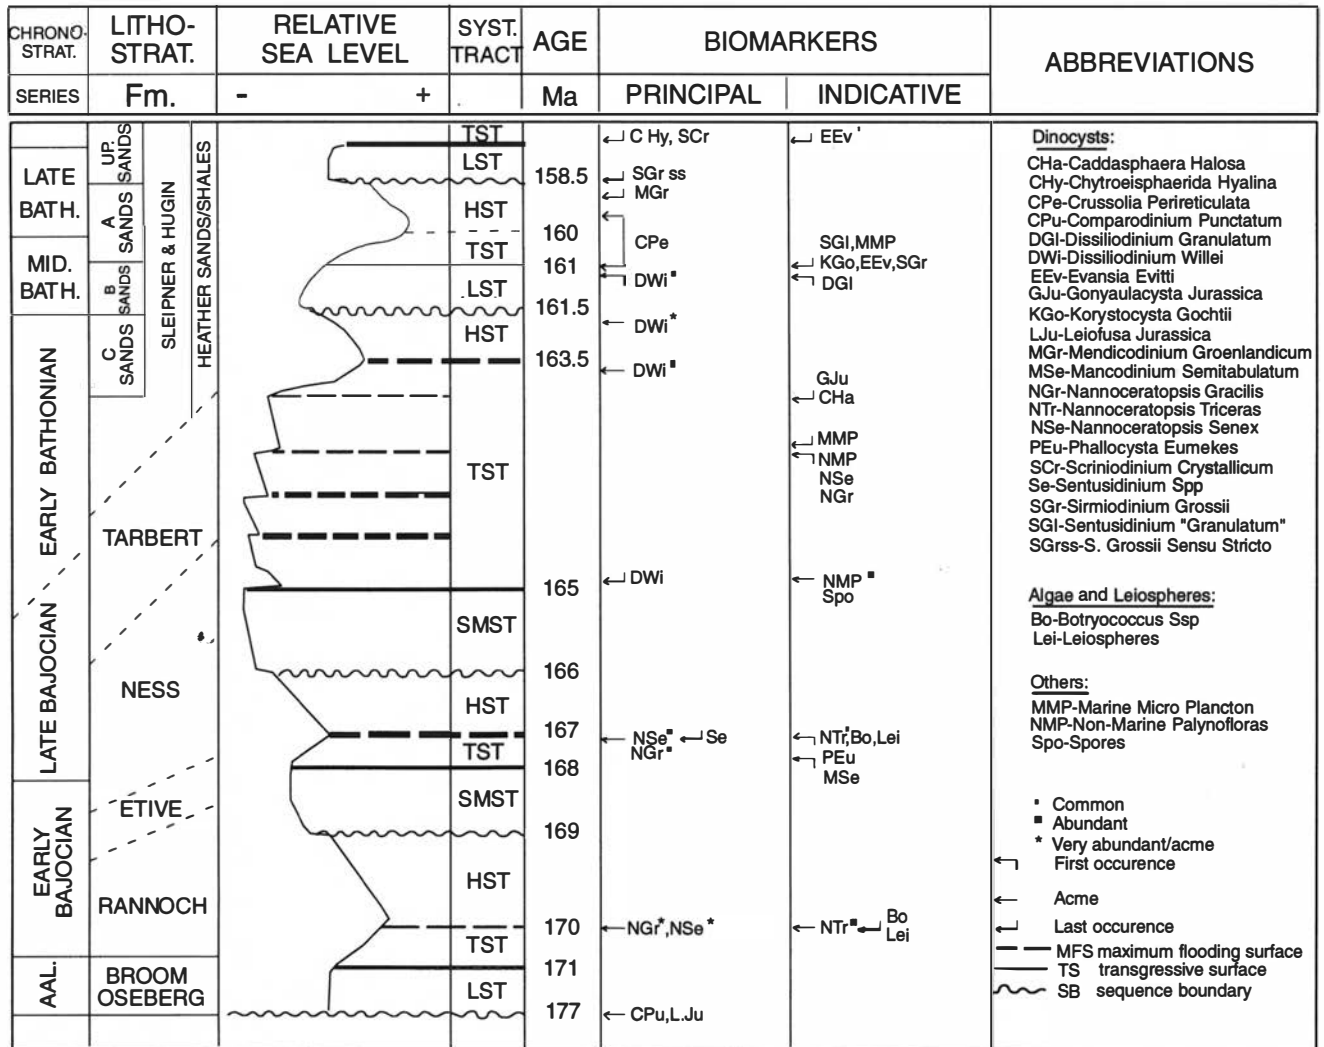 CHRONO- STRAT.
LITHO- STRAT.
RELATIVE SEA LEVEL
SYST. TRACT
AGE
BIOMARKERS
ABBREVIATIONS
SERIES
Fm.
- +
Ma
PRINCIPAL
INDICATIVE
LATE BATH.
MID. BATH.
EARLY BATHONIAN
LATE BAJOCIAN
EARLY BAJOCIAN
AAL.
UP. SANDS
A SANDS
B SANDS
C SANDS
SLEIPNER & HUGIN
HEATHER SANDS/SHALES
TARBERT
NESS
ETIVE
RANNOCH
BROOM
OSEBERG
TST
LST
HST
TST
LST
HST
TST
SMST
HST
TST
SMST
HST
TST
LST
158.5
160
161
161.5
163.5
165
166
167
168
169
170
171
177
C Hy, SCr
SGr ss
MGr
CPe
DWi ▪
DWi *
DWi ▪
DWi
NSe ▪ Se
NGr ▪
NGr*,NSe *
CPu,L.Ju
EEv '
SGl,MMP
KGo,EEv,SGr
DGl
GJu
CHa
MMP
NMP
NSe
NGr
NMP ▪
Spo
NTr,Bo,Lei
PEu
MSe
NTr ▪ Bo
Lei
Dinocysts:
CHa-Caddasphaera Halosa
CHy-Chytroeisphaerida Hyalina
CPe-Crussolia Perireticulata
CPu-Comparodinium Punctatum
DGl-Dissiliodinium Granulatum
DWi-Dissiliodinium Willei
EEv-Evansia Evitti
GJu-Gonyaulacysta Jurassica
KGo-Korystocysta Gochtii
LJu-Leiofusa Jurassica
MGr-Mendicodinium Groenlandicum
MSe-Mancodinium Semitabulatum
NGr-Nannoceratopsis Gracilis
NTr-Nannoceratopsis Triceras
NSe-Nannoceratopsis Senex
PEu-Phallocysta Eumekes
SCr-Scriniodinium Crystallicum
Se-Sentusidinium Spp
SGr-Sirmiodinium Grossii
SGl-Sentusidinium "Granulatum"
SGrss-S. Grossii Sensu Stricto
Algae and Leiospheres:
Bo-Botryococcus Ssp
Lei-Leiospheres
Others:
MMP-Marine Micro Plancton
NMP-Non-Marine Palynofloras
Spo-Spores
' Common
▪ Abundant
* Very abundant/acme
First occurence
Acme
Last occurence
MFS maximum flooding surface
TS transgressive surface
SB sequence boundary